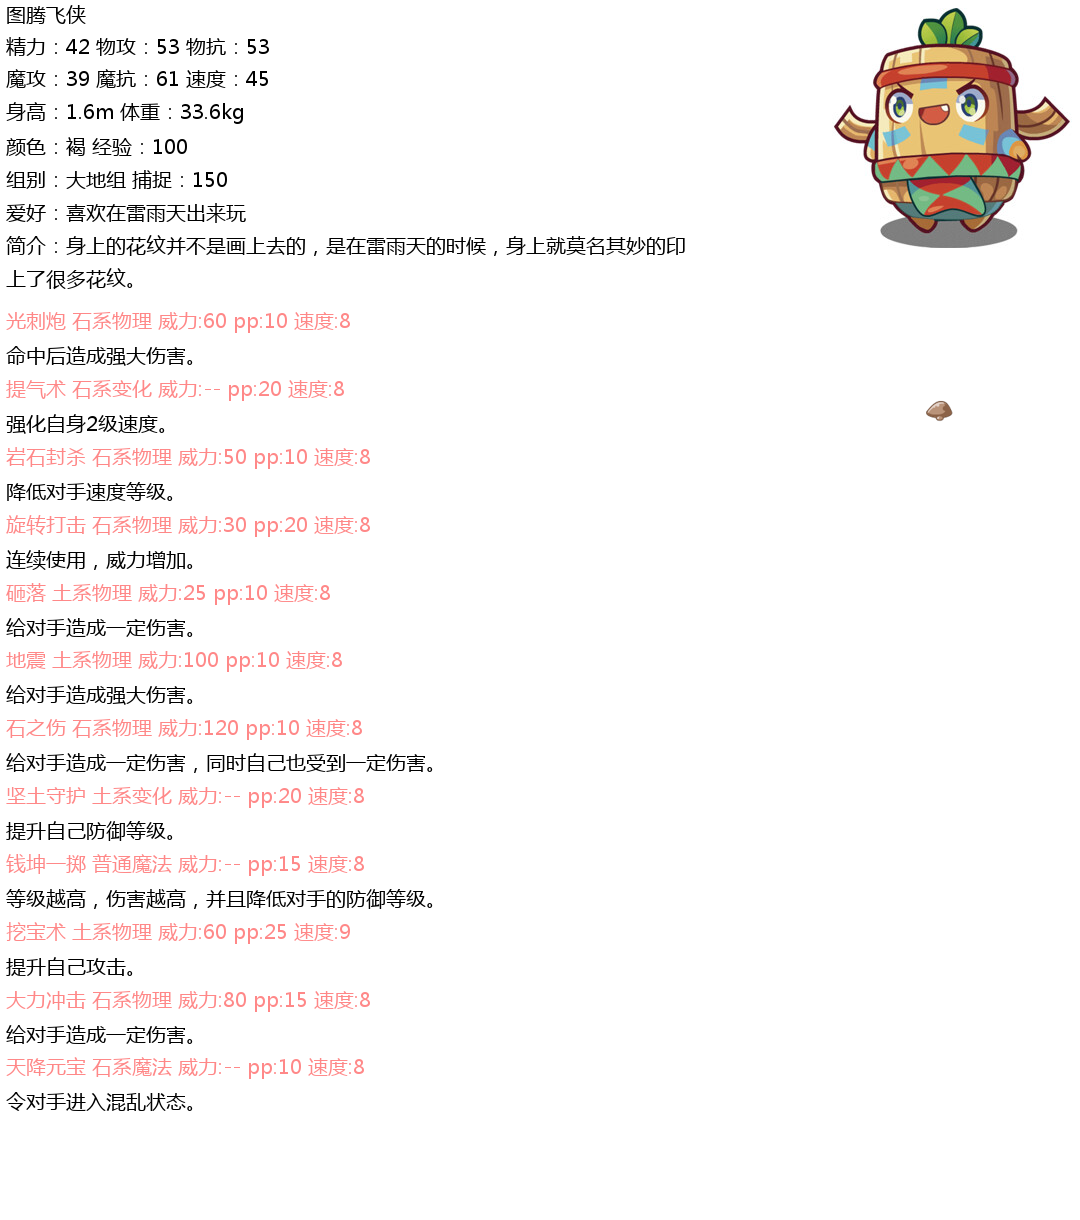 图腾飞侠
精力：42 物攻：53 物抗：53
魔攻：39 魔抗：61 速度：45
身高：1.6m 体重：33.6kg
颜色：褐 经验：100
组别：大地组 捕捉：150
爱好：喜欢在雷雨天出来玩
简介：身上的花纹并不是画上去的，是在雷雨天的时候，身上就莫名其妙的印
上了很多花纹。
光刺炮 石系物理 威力:60 pp:10 速度:8
命中后造成强大伤害。
提气术 石系变化 威力:-- pp:20 速度:8
强化自身2级速度。
岩石封杀 石系物理 威力:50 pp:10 速度:8
降低对手速度等级。
旋转打击 石系物理 威力:30 pp:20 速度:8
连续使用，威力增加。
砸落 土系物理 威力:25 pp:10 速度:8
给对手造成一定伤害。
地震 土系物理 威力:100 pp:10 速度:8
给对手造成强大伤害。
石之伤 石系物理 威力:120 pp:10 速度:8
给对手造成一定伤害，同时自己也受到一定伤害。
坚土守护 土系变化 威力:-- pp:20 速度:8
提升自己防御等级。
钱坤一掷 普通魔法 威力:-- pp:15 速度:8
等级越高，伤害越高，并且降低对手的防御等级。
挖宝术 土系物理 威力:60 pp:25 速度:9
提升自己攻击。
大力冲击 石系物理 威力:80 pp:15 速度:8
给对手造成一定伤害。
天降元宝 石系魔法 威力:-- pp:10 速度:8
令对手进入混乱状态。